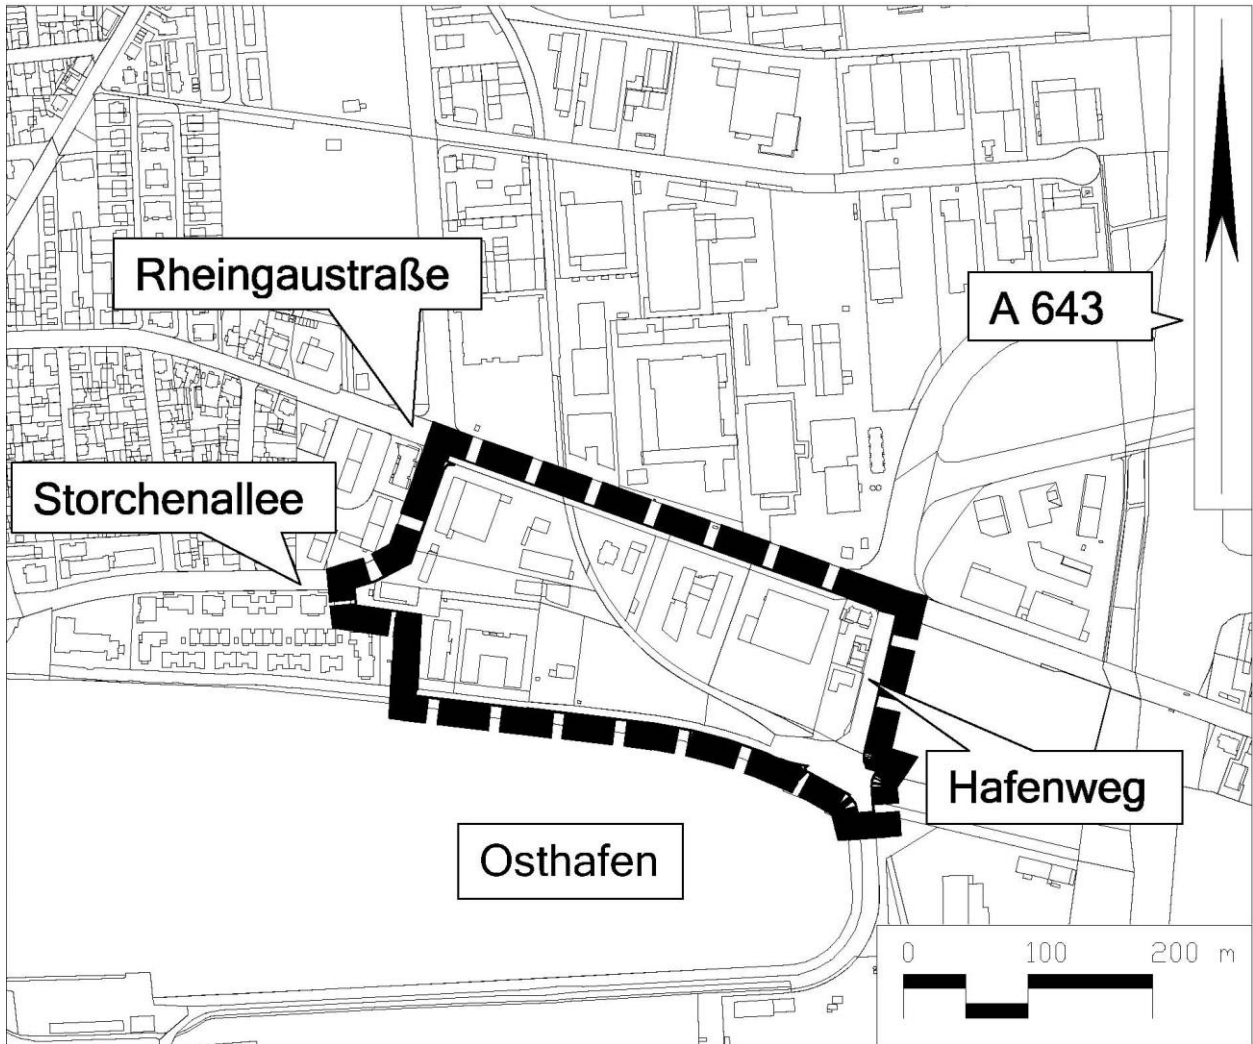 Rheingaustraße
A 643
Storchenallee
Hafenweg
Osthafen
0 100 200 m